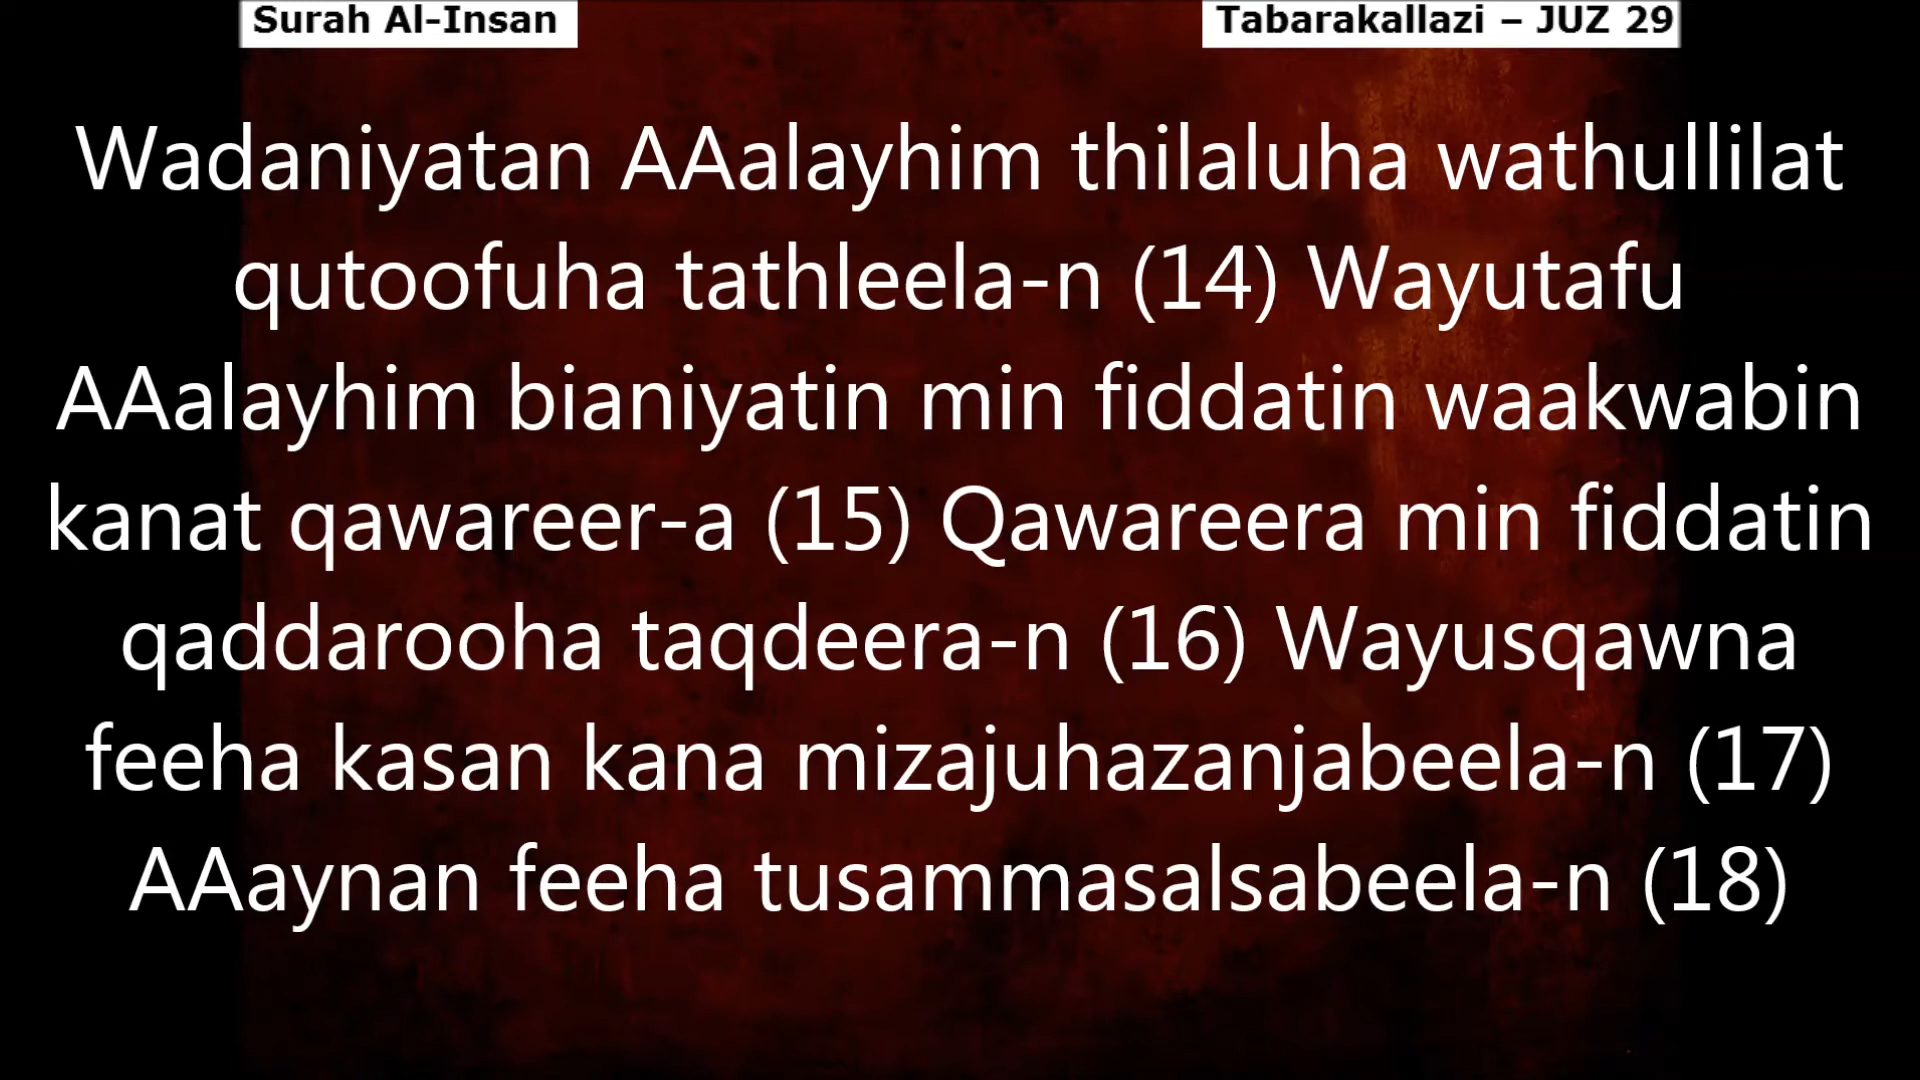 Surah Al-Insan
Tabarakallazi – JUZ 29
Wadaniyatan AAalayhim thilaluha wathullilat
qutoofuha tathleela-n (14) Wayutafu
AAalayhim bianiyatin min fiddatin waakwabin
kanat qawareer-a (15) Qawareera min fiddatin
qaddarooha taqdeera-n (16) Wayusqawna
feeha kasan kana mizajuhazanjabeela-n (17)
AAaynan feeha tusammasalsabeela-n (18)